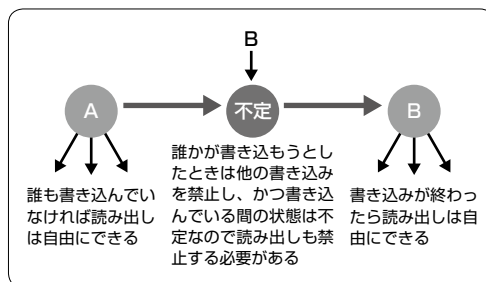 B
A
不定
B
誰も書き込んでい
なければ読み出し
は自由にできる
誰かが書き込もうとし
たときは他の書き込み
を禁止し、かつ書き込
んでいる間の状態は不
定なので読み出しも禁
止する必要がある
書き込みが終わっ
たら読み出しは自
由にできる